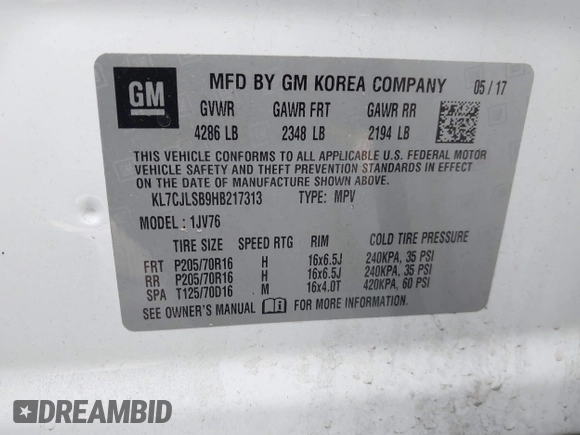 GM
MFD BY GM KOREA COMPANY 05/17
GVWR GAWR FRT GAWR RR
4286 LB 2348 LB 2194 LB
THIS VEHICLE CONFORMS TO ALL APPLICABLE U.S. FEDERAL MOTOR
VEHICLE SAFETY AND THEFT PREVENTION STANDARDS IN EFFECT ON
THE DATE OF MANUFACTURE SHOWN ABOVE.
KL7CJLSB9HB217313 TYPE: MPV
MODEL: 1JV76
TIRE SIZE SPEED RTG RIM COLD TIRE PRESSURE
FRT P205/70R16 H 16x6.5J 240KPA, 35 PSI
RR P205/70R16 H 16x6.5J 240KPA, 35 PSI
SPA T125/70D16 M 16x4.0T 420KPA, 60 PSI
SEE OWNER'S MANUAL FOR MORE INFORMATION.
DREAMBID